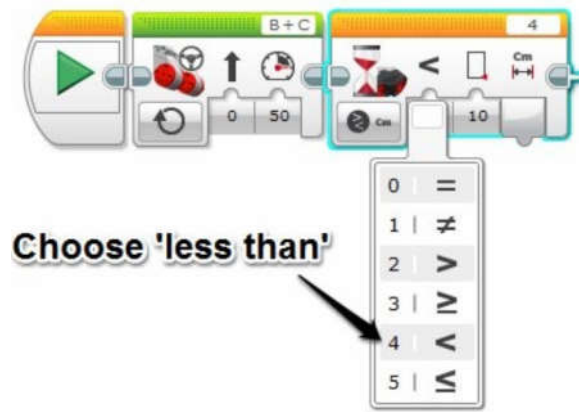 B + C
4
<
Cm
Cm
0
50
10
0 | =
1 | ≠
2 | >
3 | ≥
4 | <
5 | ≤
Choose 'less than'